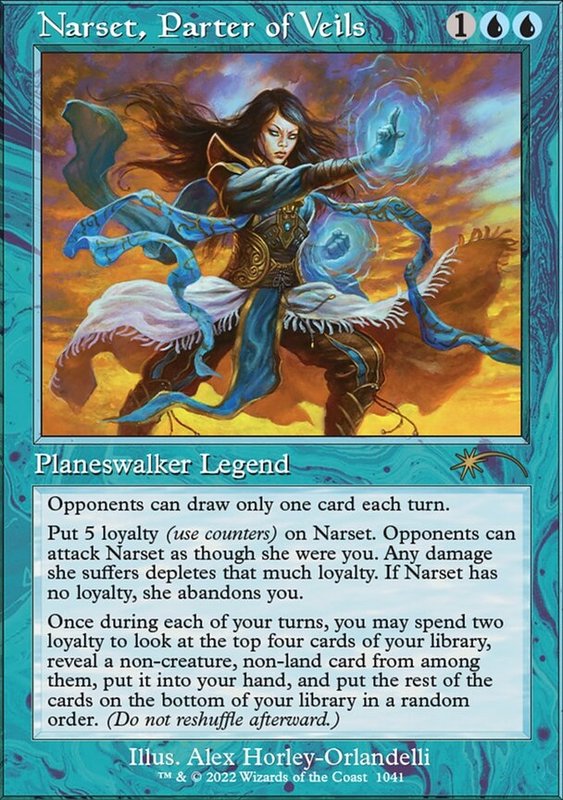 Narset, Parter of Veils 1
Planeswalker Legend
Opponents can draw only one card each turn.
Put 5 loyalty (use counters) on Narset. Opponents can
attack Narset as though she were you. Any damage
she suffers depletes that much loyalty. If Narset has
no loyalty, she abandons you.
Once during each of your turns, you may spend two
loyalty to look at the top four cards of your library,
reveal a non-creature, non-land card from among
them, put it into your hand, and put the rest of the
cards on the bottom of your library in a random
order. (Do not reshuffle afterward.)
Illus. Alex Horley-Orlandelli
™ & © 2022 Wizards of the Coast 1041